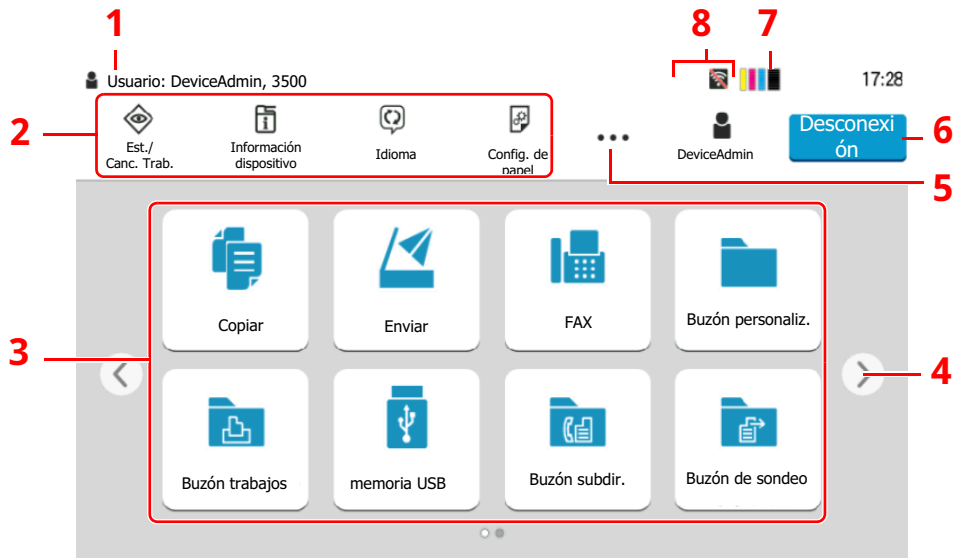 1
8
7
Usuario: DeviceAdmin, 3500
17:28
2
Est./
Canc. Trab.
Información
dispositivo
Idioma
Config. de
papel
DeviceAdmin
Desconexi
ón
6
5
Copiar
Enviar
FAX
Buzón personaliz.
3
4
Buzón trabajos
memoria USB
Buzón subdir.
Buzón de sondeo